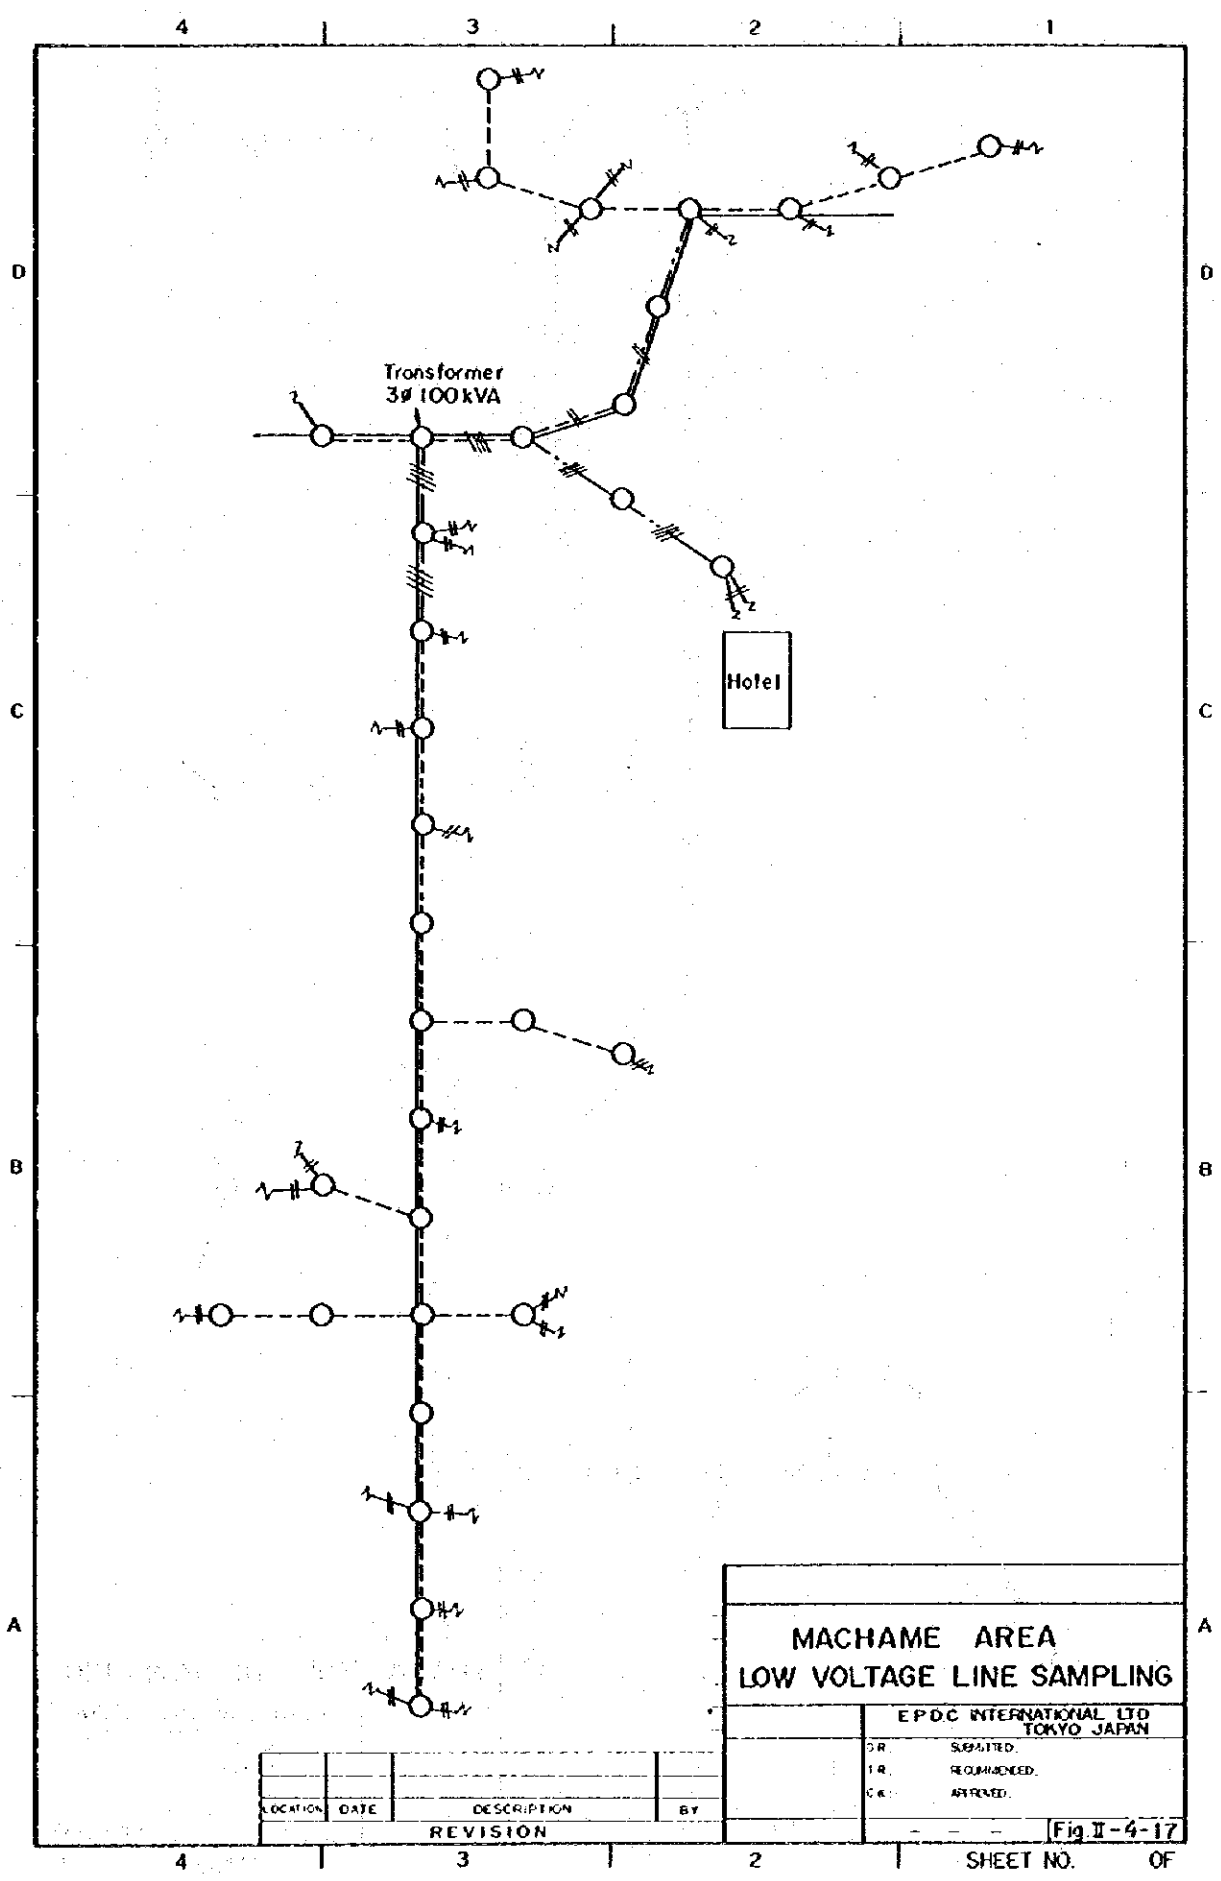 4 3 2 1
D D
Transformer
3ø 100kVA
Hotel
C C
B B
A A
MACHAME AREA
LOW VOLTAGE LINE SAMPLING
EPDC INTERNATIONAL LTD
TOKYO JAPAN
SUBMITTED.
RECOMMENDED.
APPROVED.
LOCATION DATE DESCRIPTION BY
REVISION
Fig.II-4-17
4 3 2
SHEET NO. OF